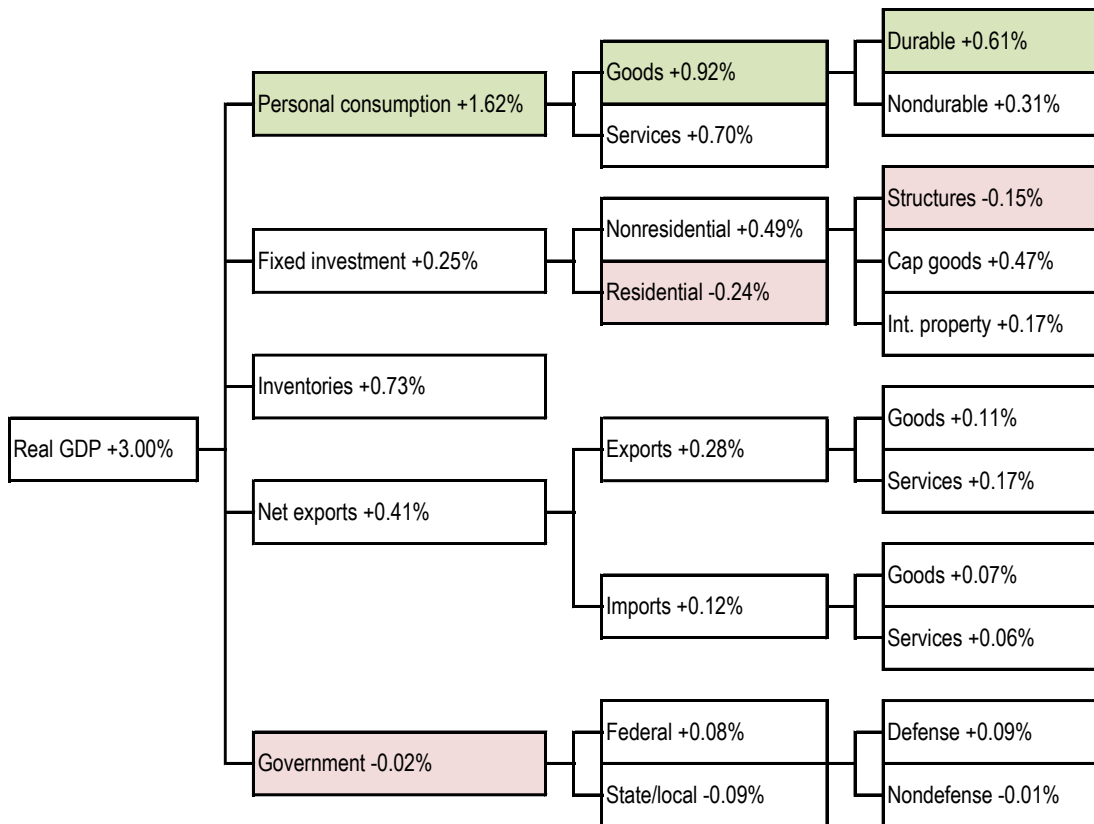 Real GDP +3.00%
Personal consumption +1.62%
Goods +0.92%
Durable +0.61%
Nondurable +0.31%
Services +0.70%
Fixed investment +0.25%
Nonresidential +0.49%
Structures -0.15%
Cap goods +0.47%
Int. property +0.17%
Residential -0.24%
Inventories +0.73%
Net exports +0.41%
Exports +0.28%
Goods +0.11%
Services +0.17%
Imports +0.12%
Goods +0.07%
Services +0.06%
Government -0.02%
Federal +0.08%
Defense +0.09%
Nondefense -0.01%
State/local -0.09%